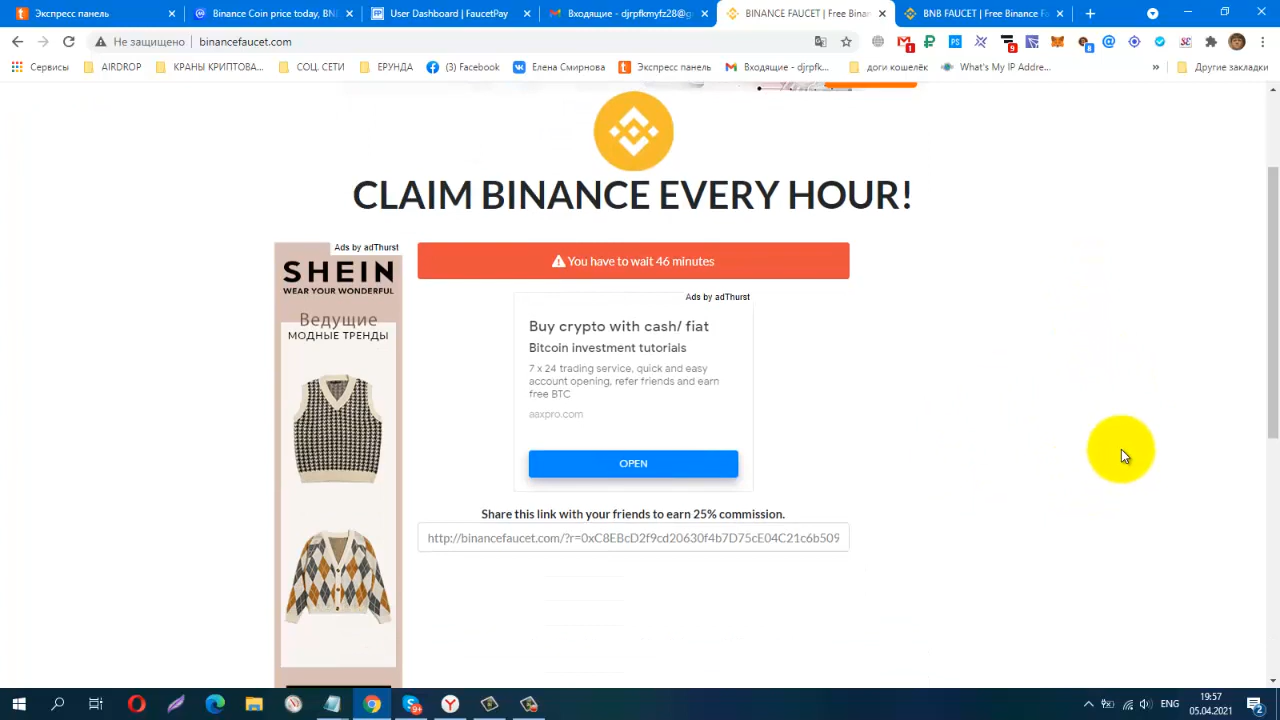 Экспресс панель
Binance Coin price today, BN
User Dashboard | FaucetPay
Входящие - djrpfkmyfz28@g
BINANCE FAUCET | Free Binan
BNB FAUCET | Free Binance Fo
Не защищено
binancefaucet.com
Сервисы
AIRDROP
КРАНЫ КРИПТОВА...
СОЦ. СЕТИ
ЕРУНДА
(3) Facebook
Елена Смирнова
Экспресс панель
Входящие - djrpfk...
доги кошелёк
What's My IP Addre...
»
Другие закладки
CLAIM BINANCE EVERY HOUR!
Ads by adThurst
SHEIN
WEAR YOUR WONDERFUL
Ведущие
МОДНЫЕ ТРЕНДЫ
You have to wait 46 minutes
Ads by adThurst
Buy crypto with cash/ fiat
Bitcoin investment tutorials
7 x 24 trading service, quick and easy
account opening, refer friends and earn
free BTC
aaxpro.com
OPEN
Share this link with your friends to earn 25% commission.
http://binancefaucet.com/?r=0xC8EBcD2f9cd20630f4b7D75cE04C21c6b509
ENG
19:57
05.04.2021